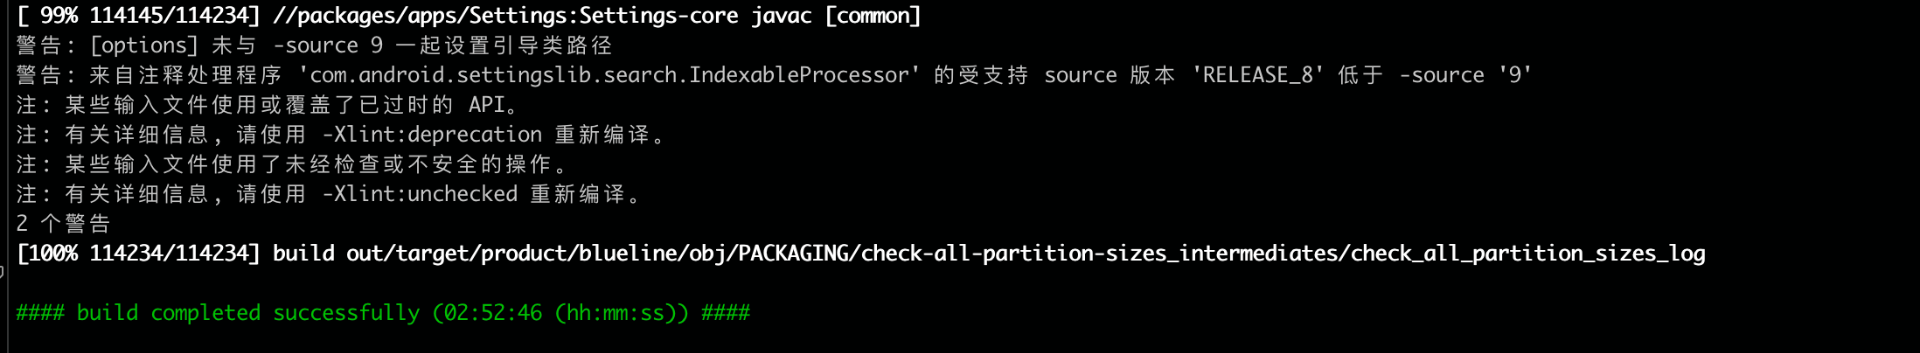 [ 99% 114145/114234] //packages/apps/Settings:Settings-core javac [common]
警告: [options] 未与 -source 9 一起设置引导类路径
警告: 来自注释处理程序 'com.android.settingslib.search.IndexableProcessor' 的受支持 source 版本 'RELEASE_8' 低于 -source '9'
注: 某些输入文件使用或覆盖了已过时的 API。
注: 有关详细信息, 请使用 -Xlint:deprecation 重新编译。
注: 某些输入文件使用了未经检查或不安全的操作。
注: 有关详细信息, 请使用 -Xlint:unchecked 重新编译。
2 个警告
[100% 114234/114234] build out/target/product/blueline/obj/PACKAGING/check-all-partition-sizes_intermediates/check_all_partition_sizes_log
#### build completed successfully (02:52:46 (hh:mm:ss)) ####